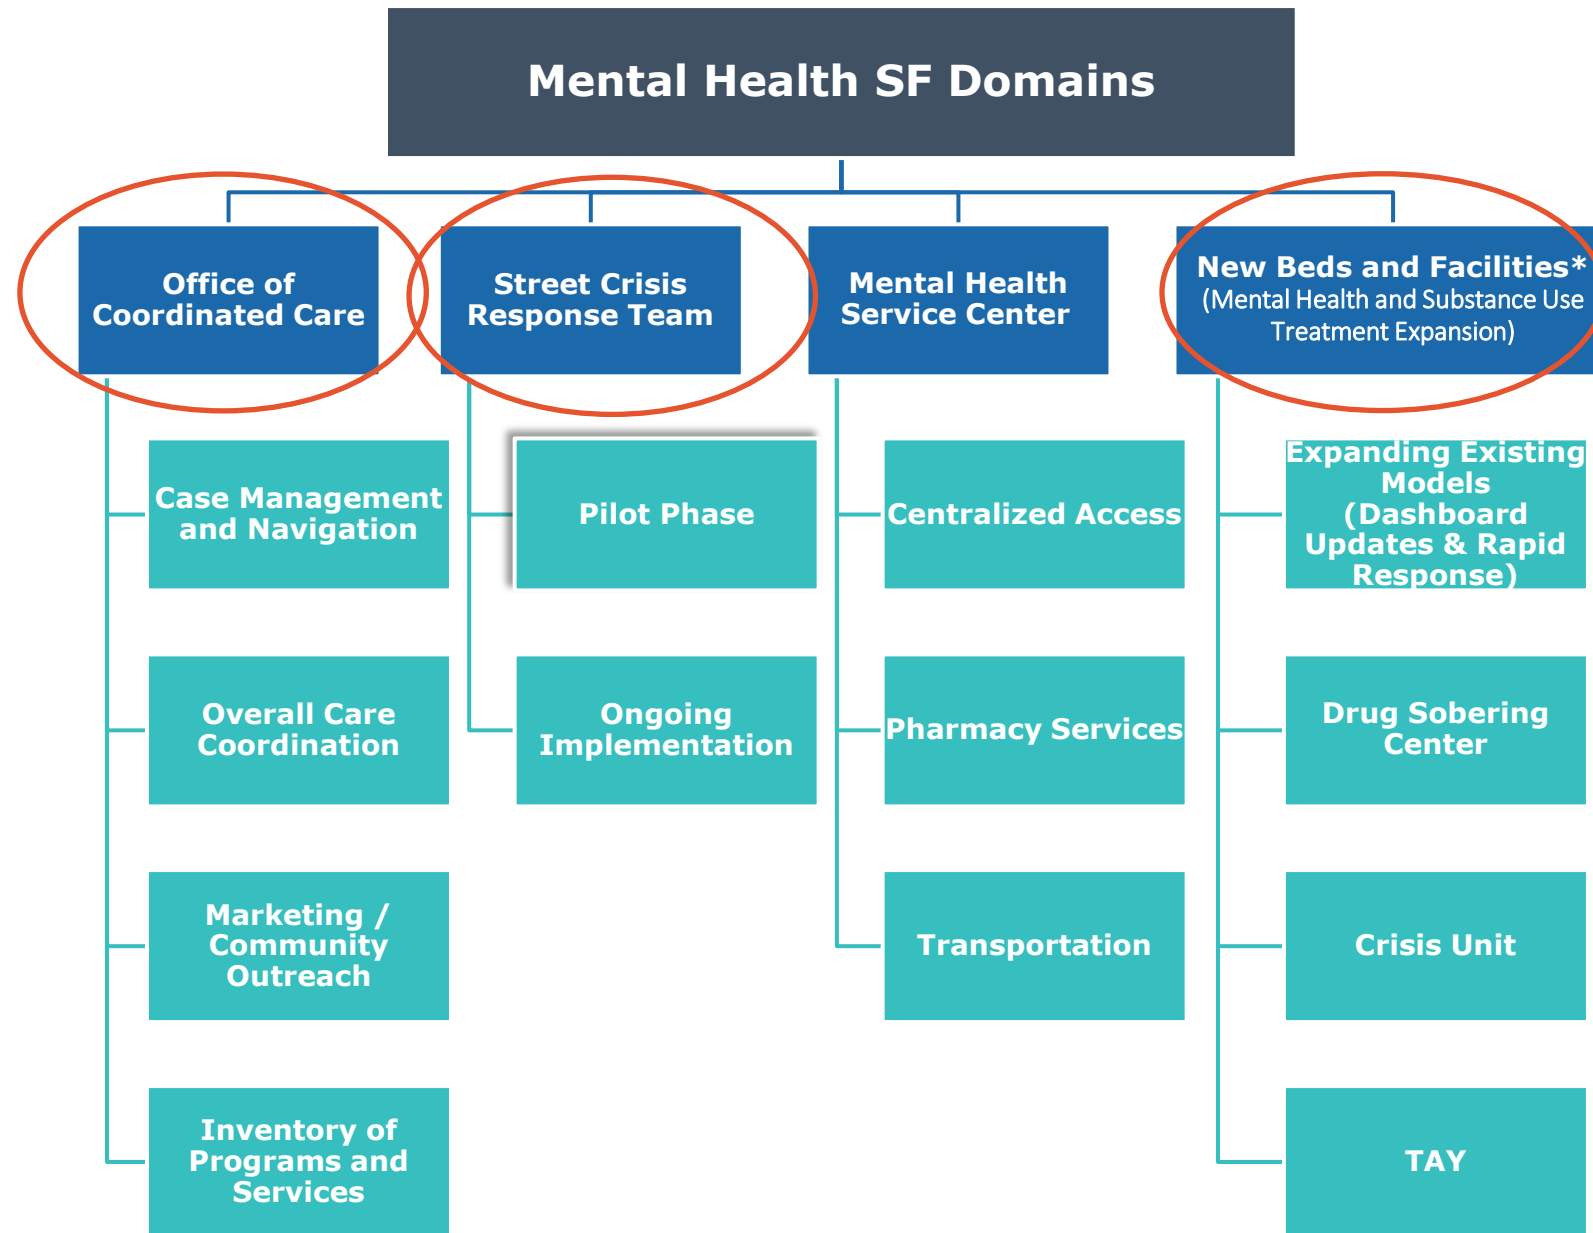 Mental Health SF Domains
Office of
Coordinated Care
Street Crisis
Response Team
Mental Health
Service Center
New Beds and Facilities*
(Mental Health and Substance Use
Treatment Expansion)
Case Management
and Navigation
Pilot Phase
Centralized Access
Expanding Existing
Models
(Dashboard
Updates & Rapid
Response)
Overall Care
Coordination
Ongoing
Implementation
Pharmacy Services
Drug Sobering
Center
Marketing /
Community
Outreach
Transportation
Crisis Unit
Inventory of
Programs and
Services
TAY